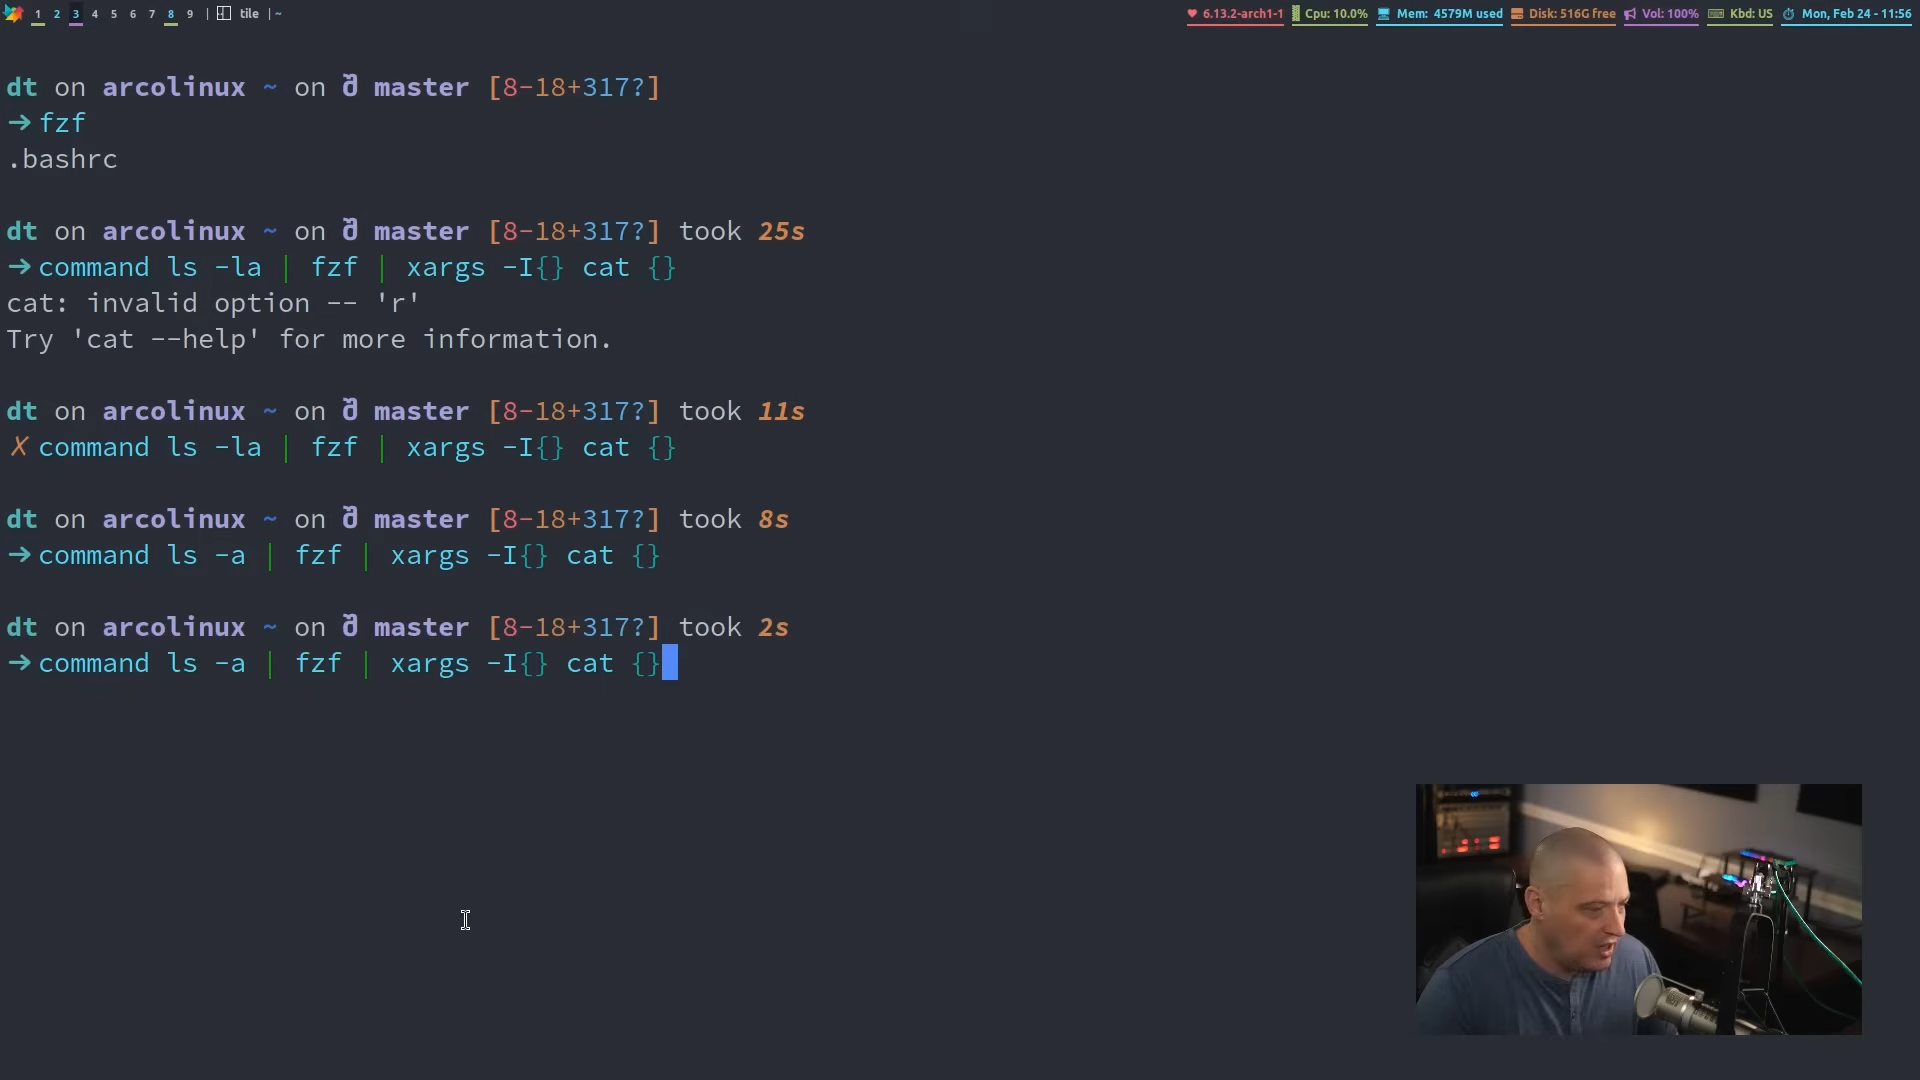 1 2 3 4 5 6 7 8 9 | tile | ~ 6.13.2-arch1-1 Cpu: 10.0% Mem: 4579M used Disk: 516G free Vol: 100% Kbd: US Mon, Feb 24 - 11:56
dt on arcolinux ~ on master [8-18+317?]
→ fzf
.bashrc
dt on arcolinux ~ on master [8-18+317?] took 25s
→ command ls -la | fzf | xargs -I{} cat {}
cat: invalid option -- 'r'
Try 'cat --help' for more information.
dt on arcolinux ~ on master [8-18+317?] took 11s
✗ command ls -la | fzf | xargs -I{} cat {}
dt on arcolinux ~ on master [8-18+317?] took 8s
→ command ls -a | fzf | xargs -I{} cat {}
dt on arcolinux ~ on master [8-18+317?] took 2s
→ command ls -a | fzf | xargs -I{} cat {}